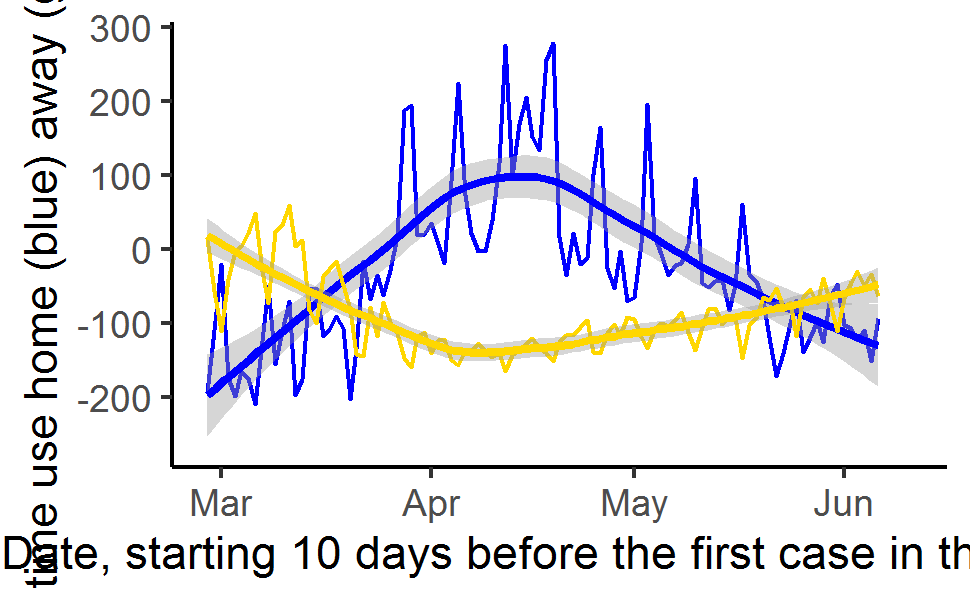 time use home (blue) away (g
300
200
100
0
-100
-200
Mar Apr May Jun
Date, starting 10 days before the first case in th